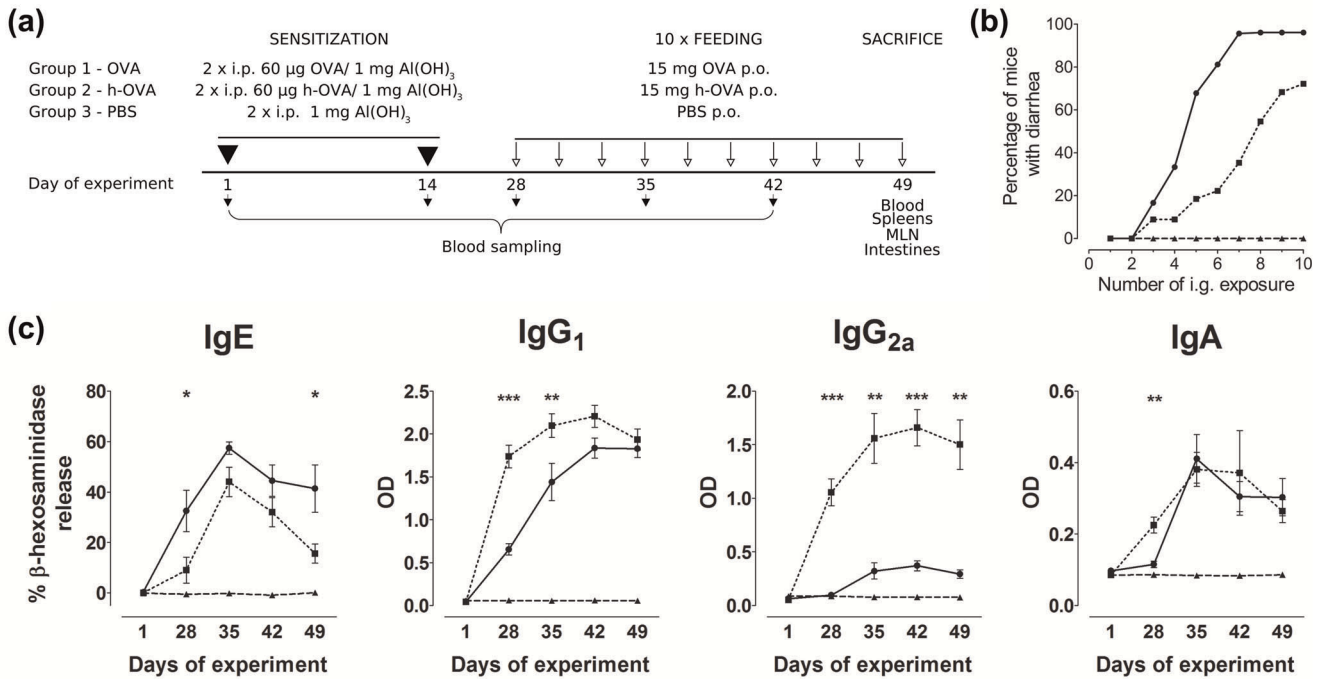 (a)
SENSITIZATION 10 x FEEDING SACRIFICE
Group 1 - OVA 2 x i.p. 60 µg OVA/ 1 mg Al(OH)₃ 15 mg OVA p.o.
Group 2 - h-OVA 2 x i.p. 60 µg h-OVA/ 1 mg Al(OH)₃ 15 mg h-OVA p.o.
Group 3 - PBS 2 x i.p. 1 mg Al(OH)₃ PBS p.o.
Day of experiment 1 14 28 35 42 49
Blood sampling
Blood
Spleens
MLN
Intestines
(b)
Percentage of mice
with diarrhea
100
80
60
40
20
0
0 2 4 6 8 10
Number of i.g. exposure
(c)
IgE
% β-hexosaminidase
release
80
60
40
20
0
* *
1 28 35 42 49
Days of experiment
IgG₁
OD
2.5
2.0
1.5
1.0
0.5
0.0
*** **
1 28 35 42 49
Days of experiment
IgG₂ₐ
OD
2.0
1.5
1.0
0.5
0.0
*** ** *** **
1 28 35 42 49
Days of experiment
IgA
OD
0.6
0.4
0.2
0.0
**
1 28 35 42 49
Days of experiment